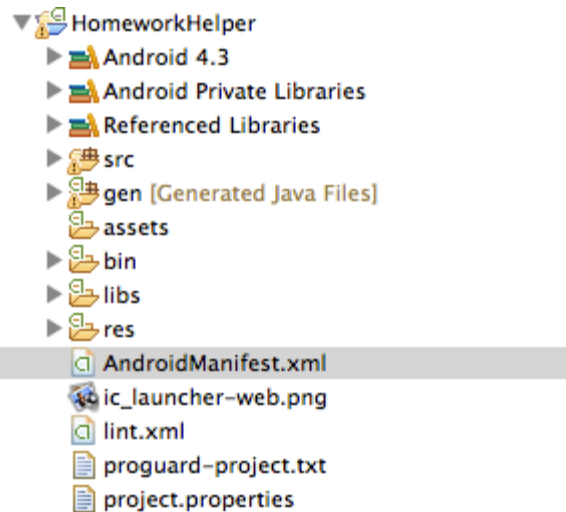 HomeworkHelper
Android 4.3
Android Private Libraries
Referenced Libraries
src
gen [Generated Java Files]
assets
bin
libs
res
AndroidManifest.xml
ic_launcher-web.png
lint.xml
proguard-project.txt
project.properties